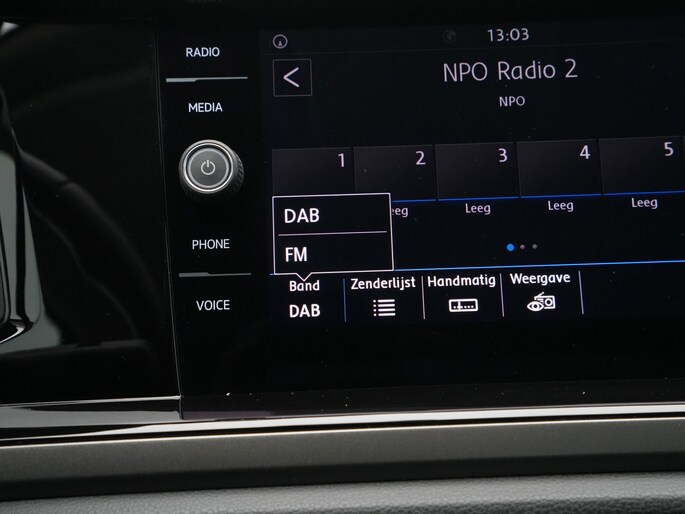 RADIO
MEDIA
PHONE
VOICE
13:03
NPO Radio 2
NPO
1 2 3 4 5
Leeg Leeg Leeg
DAB
FM
Band Zenderlijst Handmatig Weergave
DAB